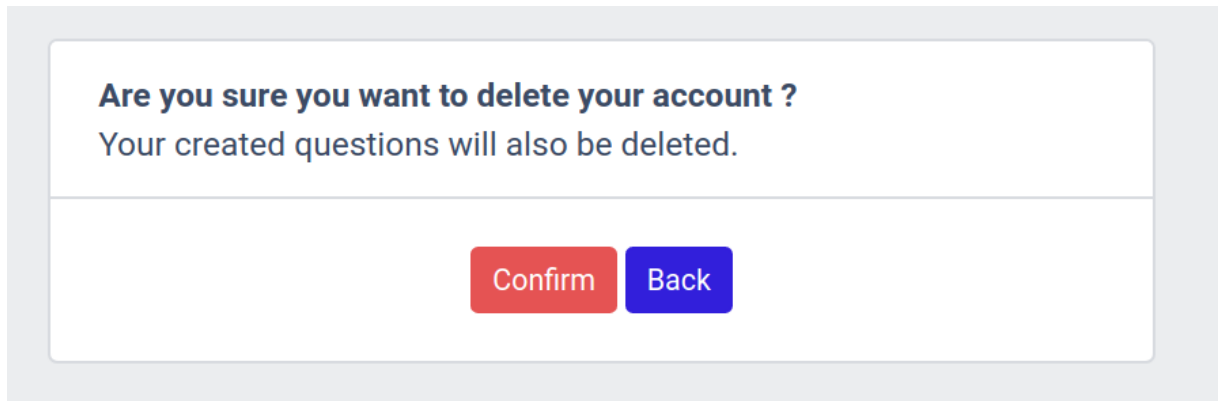 Are you sure you want to delete your account ?
Your created questions will also be deleted.
Confirm Back